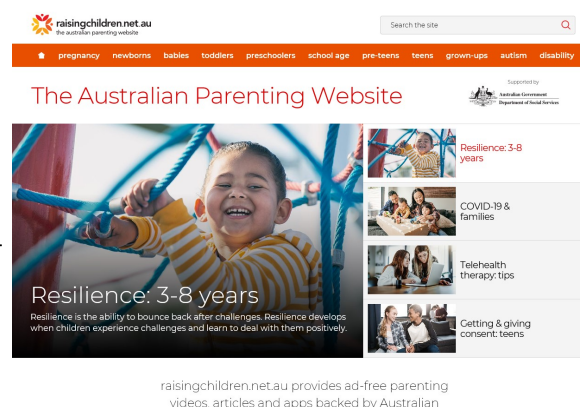 raisingchildren.net.au
the australian parenting website
Search the site
pregnancy newborns babies toddlers preschoolers school age pre-teens teens grown-ups autism disability
The Australian Parenting Website
Supported by
Australian Government
Department of Social Services
Resilience: 3-8 years
Resilience is the ability to bounce back after challenges. Resilience develops
when children experience challenges and learn to deal with them positively.
Resilience: 3-8
years
COVID-19 &
families
Telehealth
therapy: tips
Getting & giving
consent: teens
raisingchildren.net.au provides ad-free parenting
videos, articles and apps backed by Australian